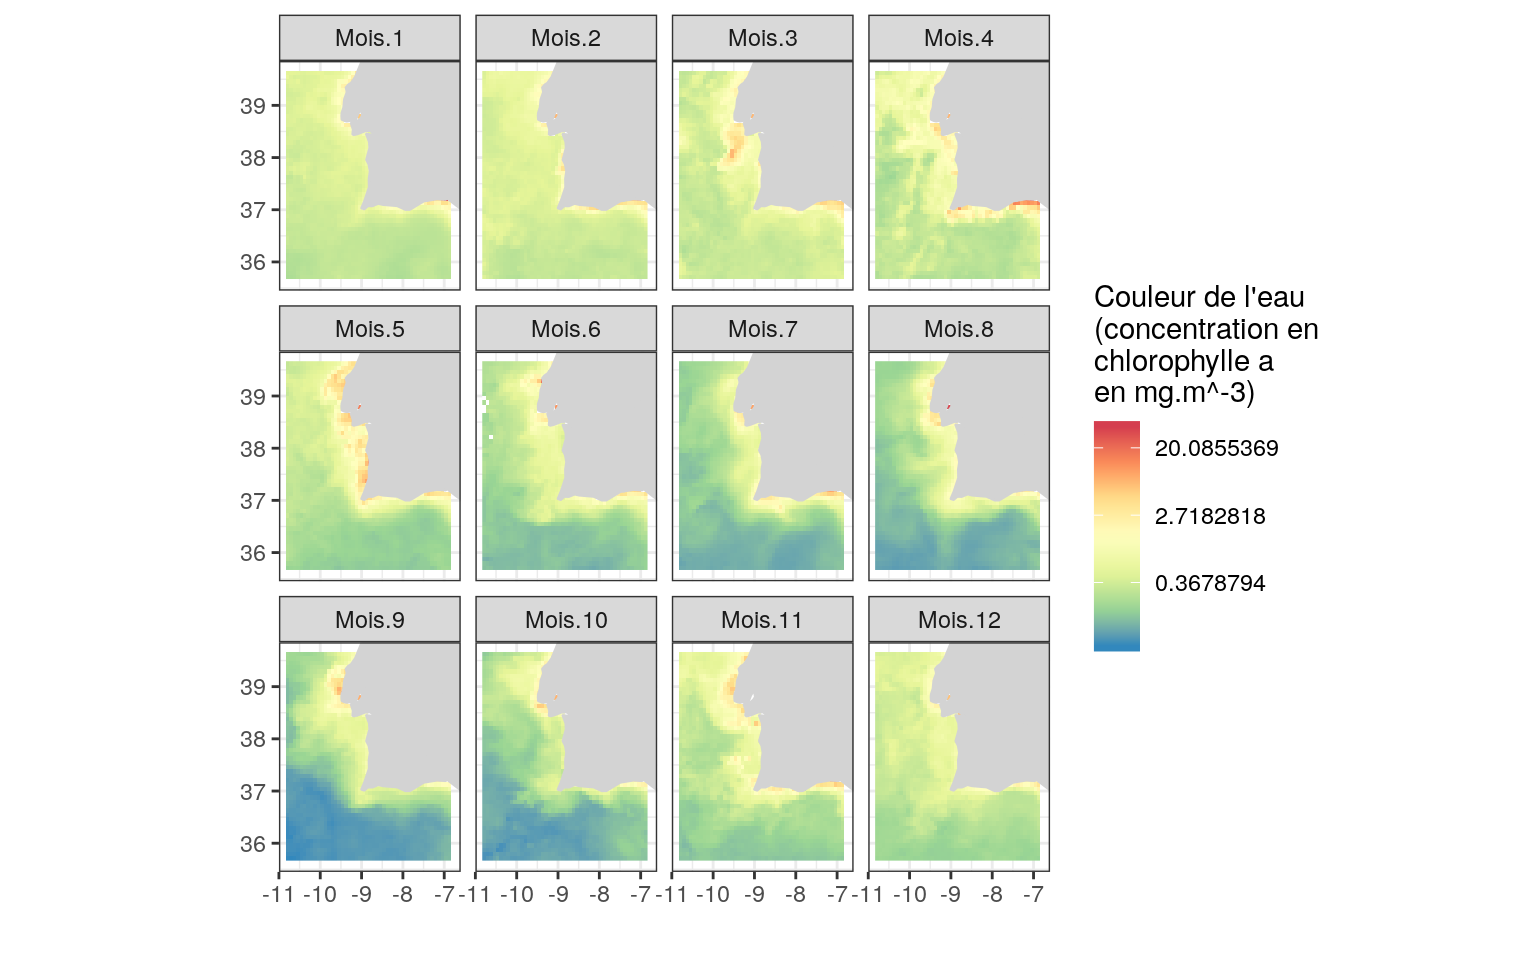 Mois.1 Mois.2 Mois.3 Mois.4
39
38
37
36
Mois.5 Mois.6 Mois.7 Mois.8
39
38
37
36
Mois.9 Mois.10 Mois.11 Mois.12
39
38
37
36
-11 -10 -9 -8 -7 -11 -10 -9 -8 -7 -11 -10 -9 -8 -7 -11 -10 -9 -8 -7
Couleur de l'eau
(concentration en
chlorophylle a
en mg.m^-3)
20.0855369
2.7182818
0.3678794